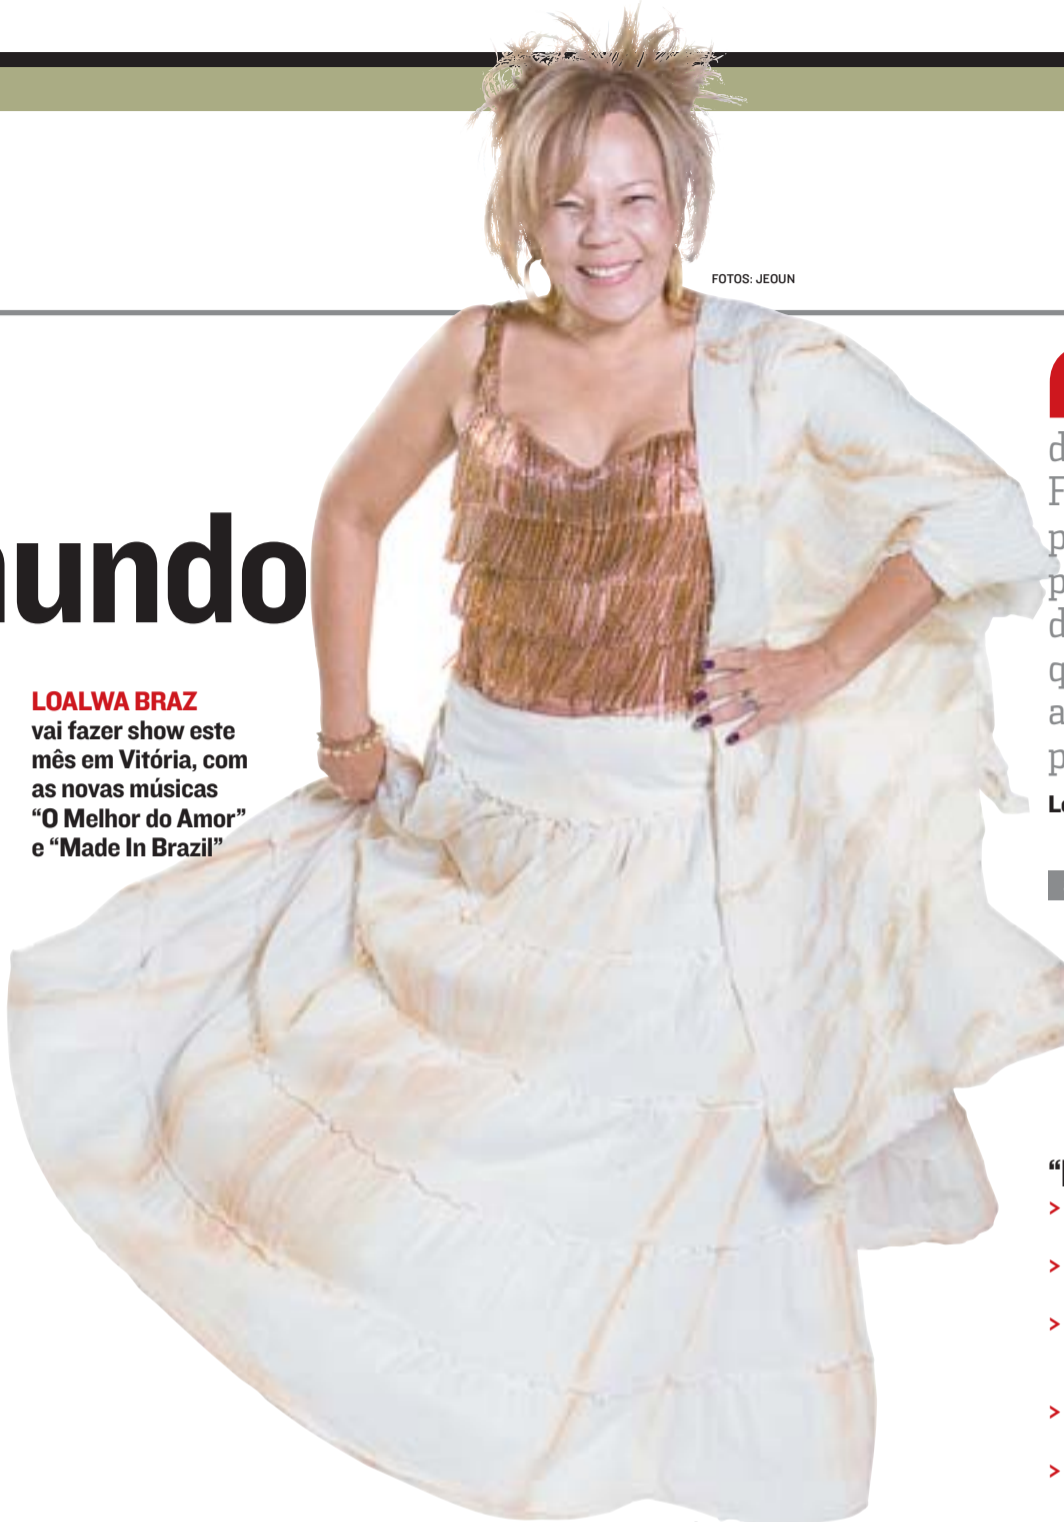 FOTOS: JEOUN
mundo
LOALWA BRAZ
vai fazer show este
mês em Vitória, com
as novas músicas
“O Melhor do Amor”
e “Made In Brazil”